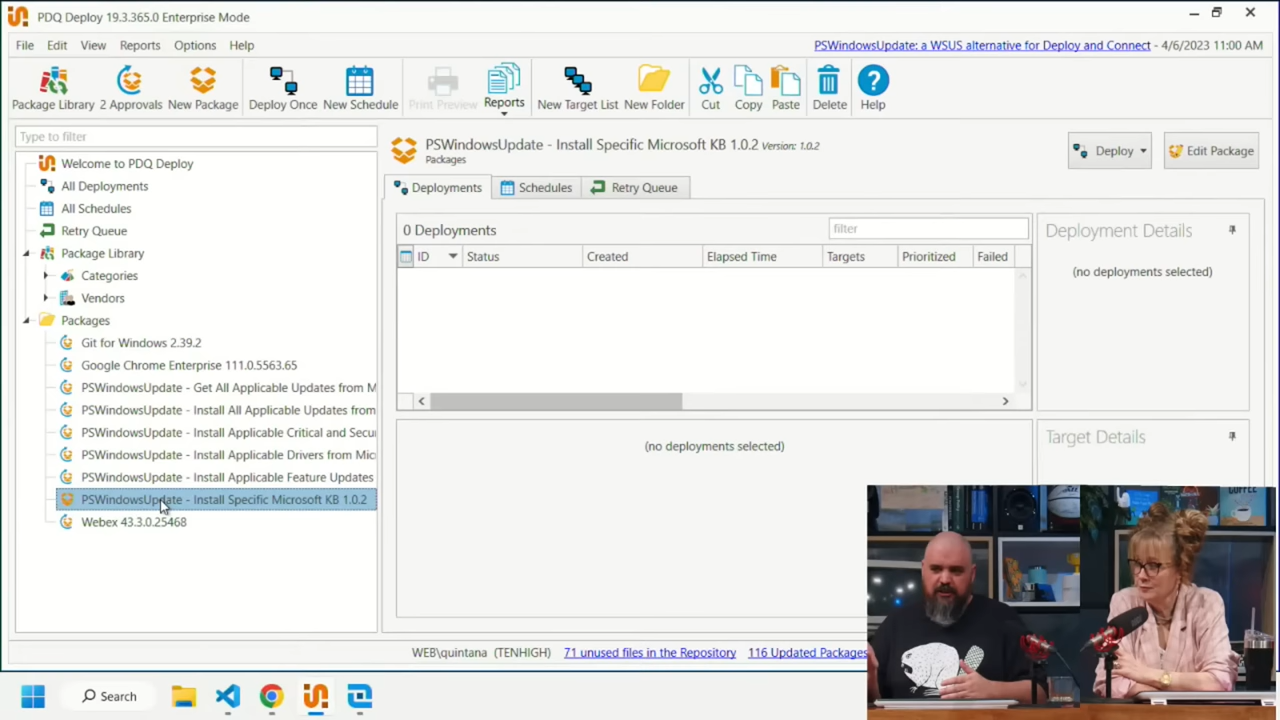 PDQ Deploy 19.3.365.0 Enterprise Mode
File Edit View Reports Options Help
PSWindowsUpdate: a WSUS alternative for Deploy and Connect - 4/6/2023 11:00 AM
Package Library 2 Approvals New Package Deploy Once New Schedule Print Preview Reports New Target List New Folder Cut Copy Paste Delete Help
Type to filter
Welcome to PDQ Deploy
All Deployments
All Schedules
Retry Queue
Package Library
Categories
Vendors
Packages
Git for Windows 2.39.2
Google Chrome Enterprise 111.0.5563.65
PSWindowsUpdate - Get All Applicable Updates from M
PSWindowsUpdate - Install All Applicable Updates from
PSWindowsUpdate - Install Applicable Critical and Secu
PSWindowsUpdate - Install Applicable Drivers from Mic
PSWindowsUpdate - Install Applicable Feature Updates
PSWindowsUpdate - Install Specific Microsoft KB 1.0.2
Webex 43.3.0.25468
PSWindowsUpdate - Install Specific Microsoft KB 1.0.2 Version: 1.0.2
Packages
Deploy Edit Package
Deployments Schedules Retry Queue
0 Deployments filter
ID Status Created Elapsed Time Targets Prioritized Failed
Deployment Details
(no deployments selected)
(no deployments selected)
Target Details
WEB\quintana (TENHIGH) 71 unused files in the Repository 116 Updated Packages
COFFEE
Search